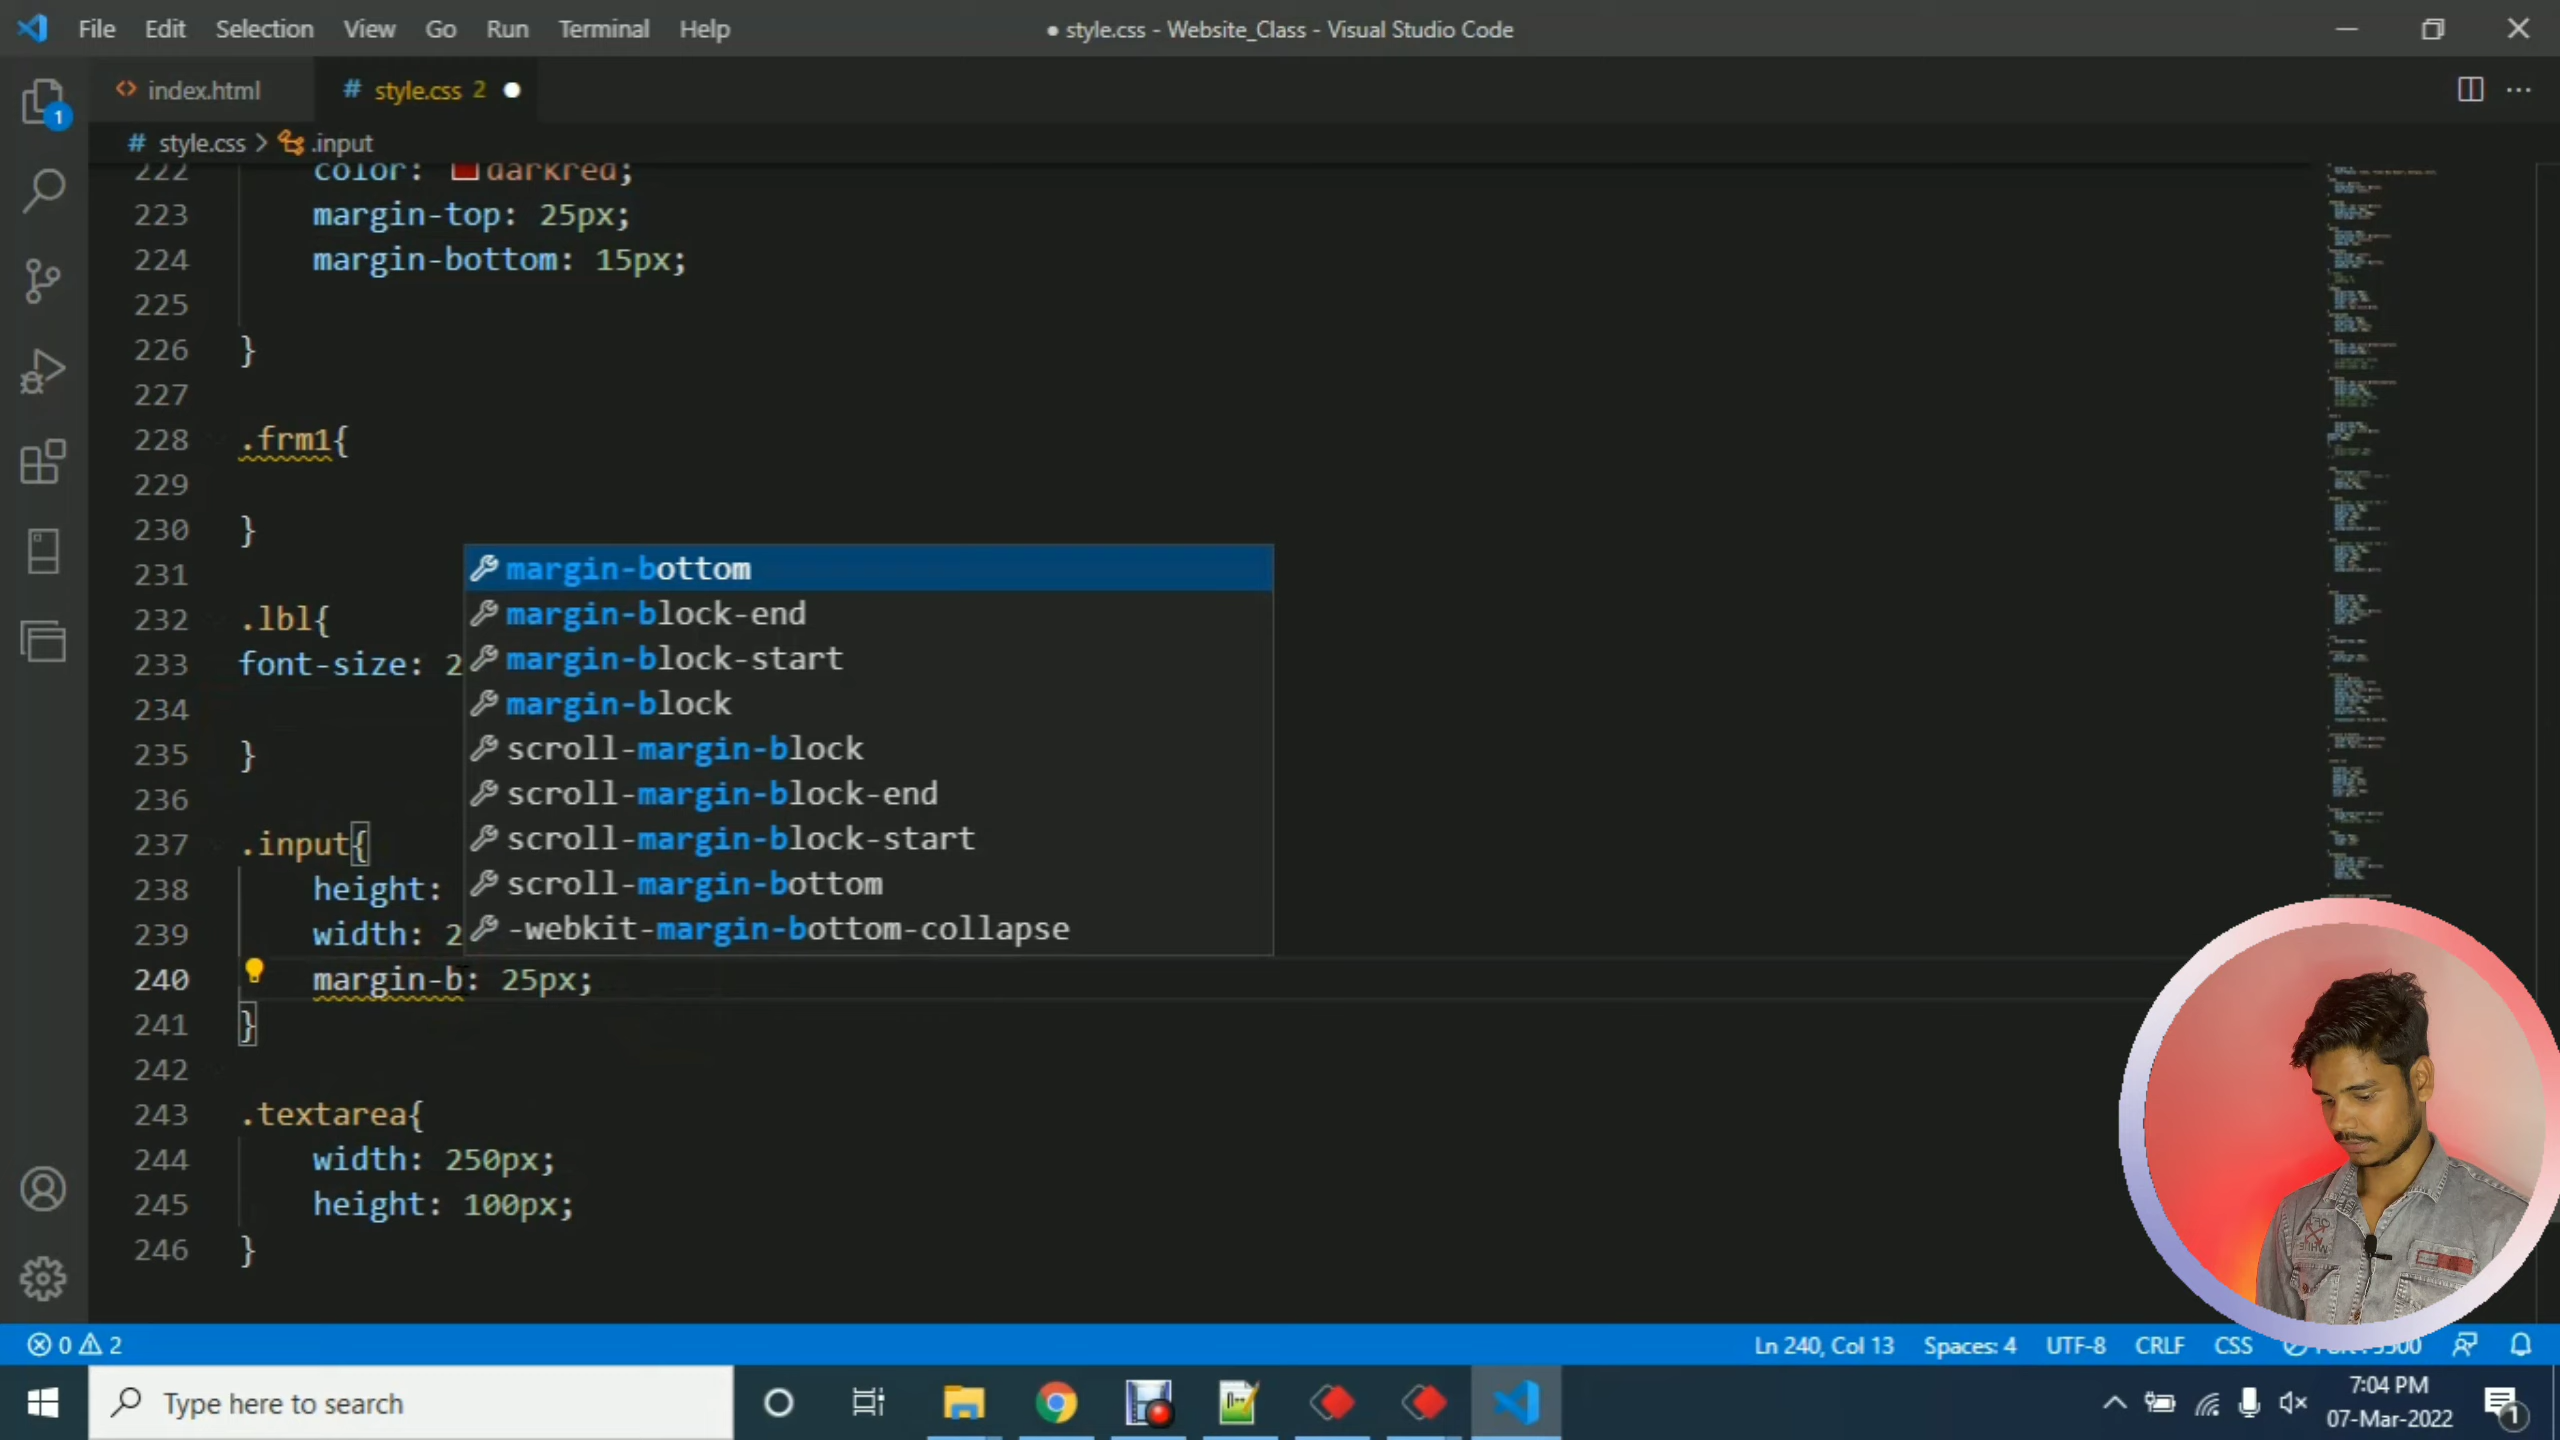 File Edit Selection View Go Run Terminal Help
● style.css - Website_Class - Visual Studio Code
1
<> index.html
# style.css 2 ●
# style.css > .input
222 color: darkred;
223 margin-top: 25px;
224 margin-bottom: 15px;
225
226 }
227
228 .frm1{
229
230 }
231
232 .lbl{
233 font-size: 2
234
235 }
236
237 .input{
238 height:
239 width: 2
240 margin-b: 25px;
241 }
242
243 .textarea{
244 width: 250px;
245 height: 100px;
246 }
margin-bottom
margin-block-end
margin-block-start
margin-block
scroll-margin-block
scroll-margin-block-end
scroll-margin-block-start
scroll-margin-bottom
-webkit-margin-bottom-collapse
0 2
Ln 240, Col 13 Spaces: 4 UTF-8 CRLF CSS
Type here to search
7:04 PM
07-Mar-2022
1